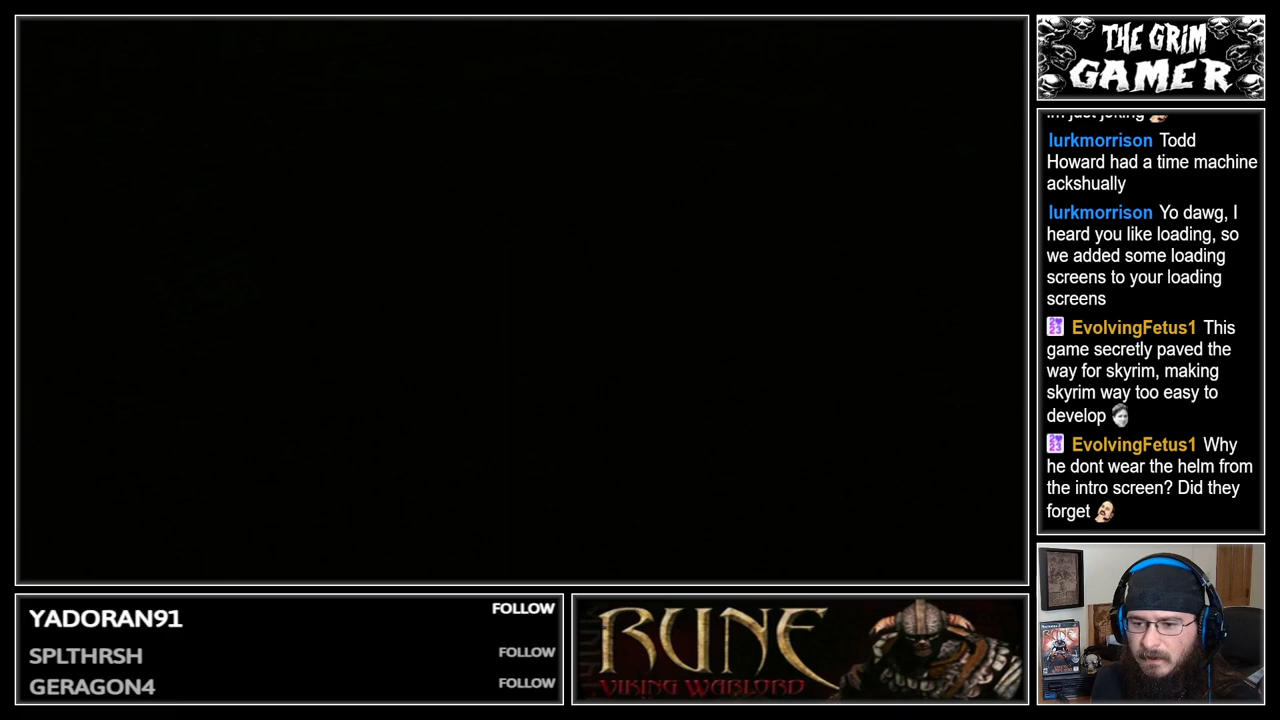 THE GRIM
GAMER
lurkmorrison Todd
Howard had a time machine
ackshually
lurkmorrison Yo dawg, I
heard you like loading, so
we added some loading
screens to your loading
screens
EvolvingFetus1 This
game secretly paved the
way for skyrim, making
skyrim way too easy to
develop
EvolvingFetus1 Why
he dont wear the helm from
the intro screen? Did they
forget
YADORAN91 FOLLOW
SPLTHRSH FOLLOW
GERAGON4 FOLLOW
RUNE
VIKING WARLORD